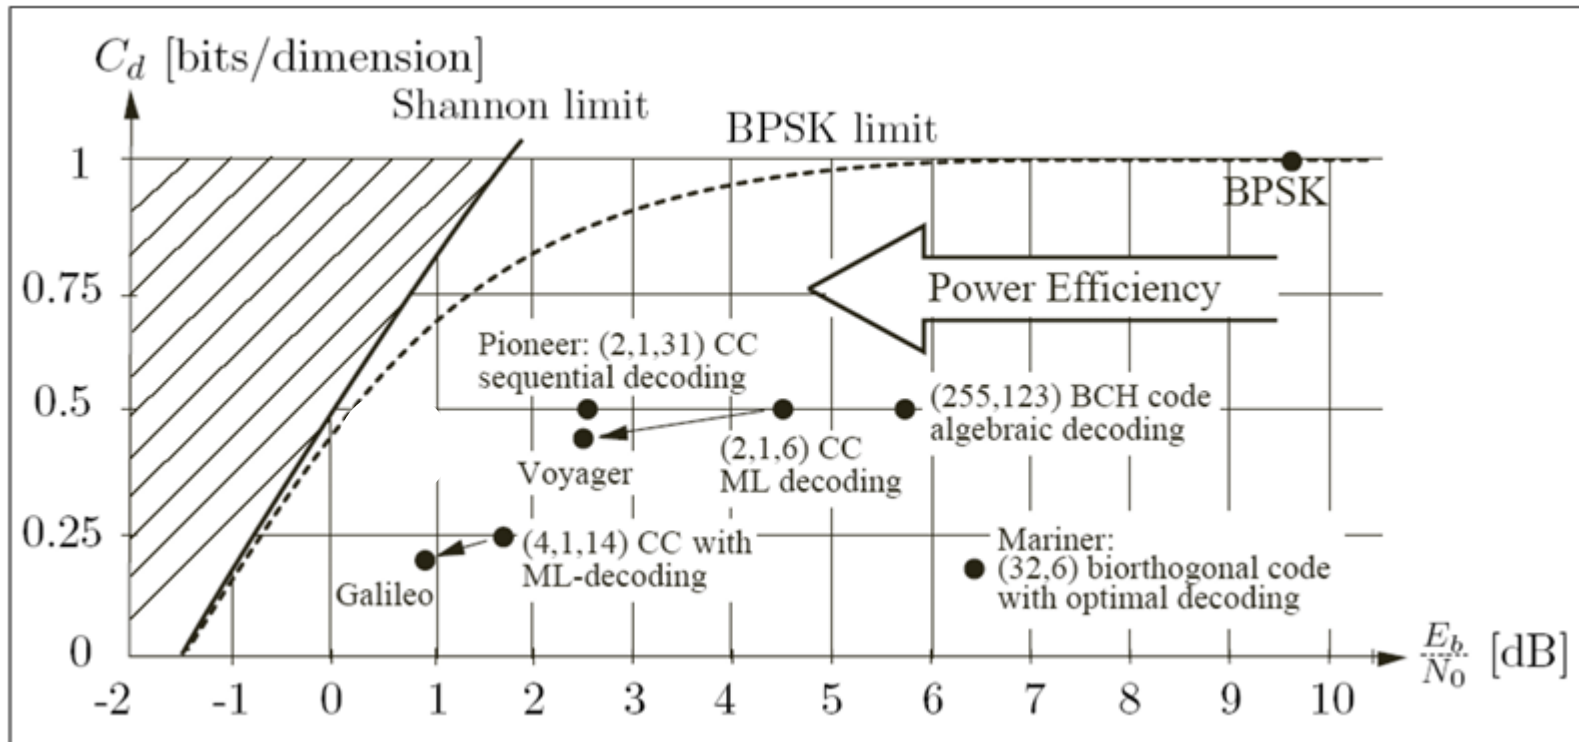 C_d [bits/dimension]
Shannon limit
BPSK limit
1
BPSK
0.75
Power Efficiency
Pioneer: (2,1,31) CC
sequential decoding
0.5
(255,123) BCH code
algebraic decoding
(2,1,6) CC
ML decoding
Voyager
0.25
(4,1,14) CC with
ML-decoding
Galileo
Mariner:
(32,6) biorthogonal code
with optimal decoding
0
E_b/N_0 [dB]
-2 -1 0 1 2 3 4 5 6 7 8 9 10